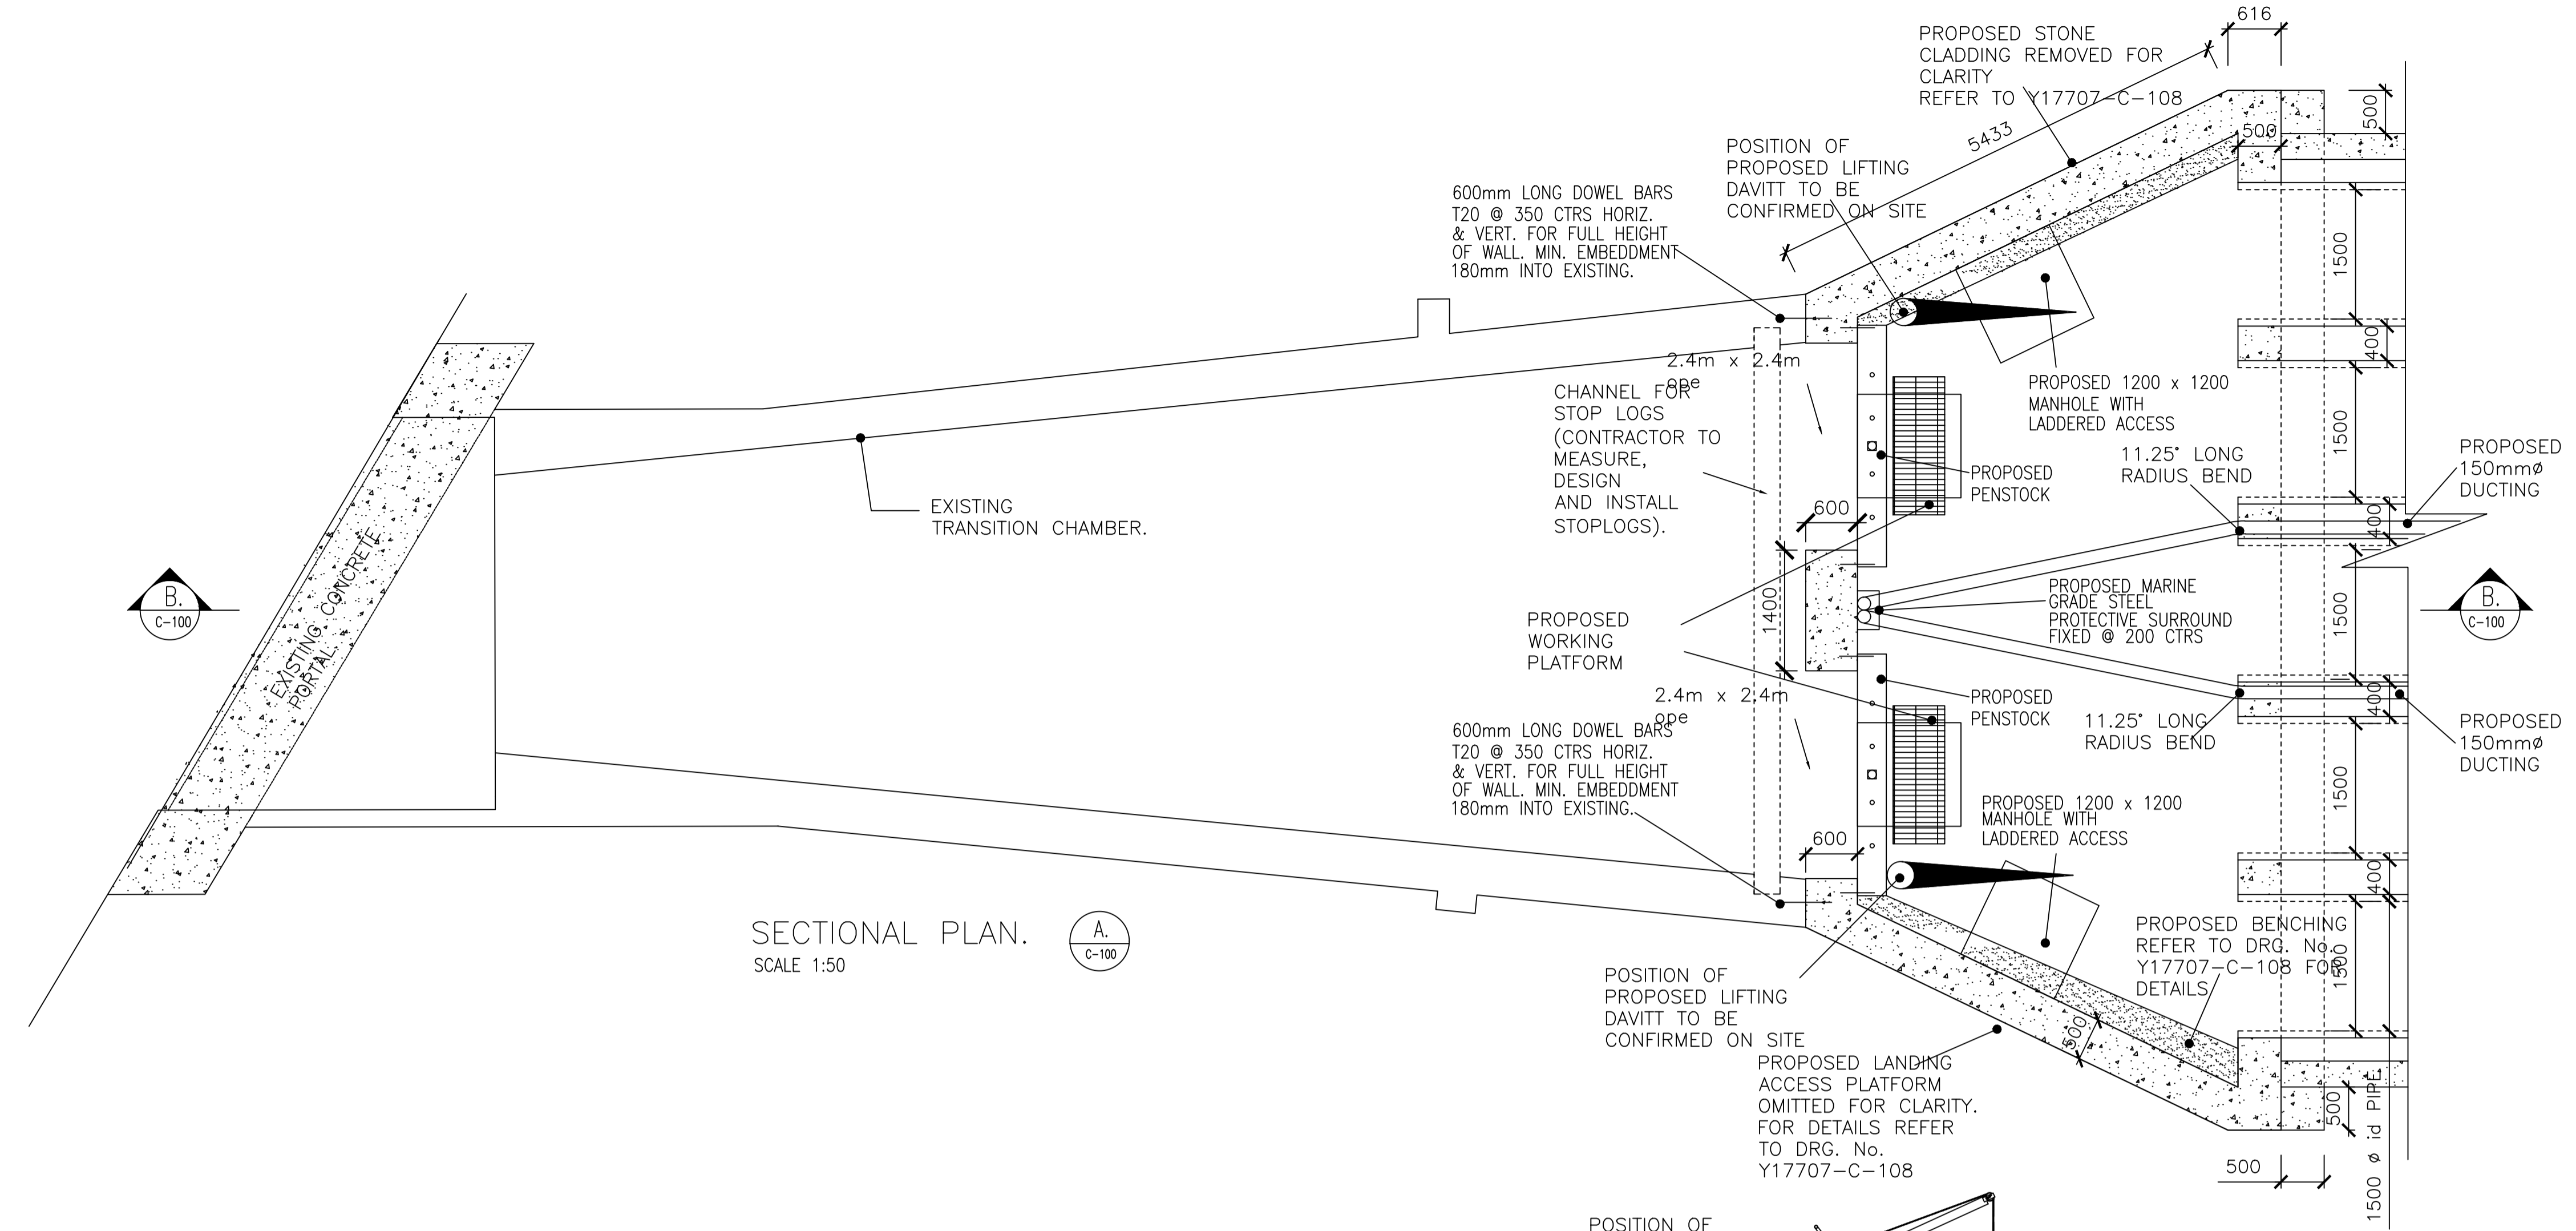 616
PROPOSED STONE
CLADDING REMOVED FOR
CLARITY
REFER TO Y17707-C-108
5433
500
500
POSITION OF
PROPOSED LIFTING
DAVITT TO BE
CONFIRMED ON SITE
600mm LONG DOWEL BARS
T20 @ 350 CTRS HORIZ.
& VERT. FOR FULL HEIGHT
OF WALL. MIN. EMBEDDMENT
180mm INTO EXISTING.
1500
400
2.4m x 2.4m
ope
CHANNEL FOR
STOP LOGS
(CONTRACTOR TO
MEASURE,
DESIGN
AND INSTALL
STOPLOGS).
PROPOSED 1200 x 1200
MANHOLE WITH
LADDERED ACCESS
1500
11.25° LONG
RADIUS BEND
PROPOSED
150mmø
DUCTING
PROPOSED
PENSTOCK
EXISTING
TRANSITION CHAMBER.
600
400
EXISTING CONCRETE
PORTAL
B.
C-100
1400
PROPOSED MARINE
GRADE STEEL
PROTECTIVE SURROUND
FIXED @ 200 CTRS
1500
B.
C-100
PROPOSED
WORKING
PLATFORM
2.4m x 2.4m
ope
PROPOSED
PENSTOCK
400
11.25° LONG
RADIUS BEND
PROPOSED
150mmø
DUCTING
600mm LONG DOWEL BARS
T20 @ 350 CTRS HORIZ.
& VERT. FOR FULL HEIGHT
OF WALL. MIN. EMBEDDMENT
180mm INTO EXISTING.
1500
PROPOSED 1200 x 1200
MANHOLE WITH
LADDERED ACCESS
600
400
SECTIONAL PLAN.
SCALE 1:50
A.
C-100
PROPOSED BENCHING
REFER TO DRG. No.
Y17707-C-108 FOR
DETAILS
1500
POSITION OF
PROPOSED LIFTING
DAVITT TO BE
CONFIRMED ON SITE
500
PROPOSED LANDING
ACCESS PLATFORM
OMITTED FOR CLARITY.
FOR DETAILS REFER
TO DRG. No.
Y17707-C-108
500
500
1500 ø id PIPE
POSITION OF